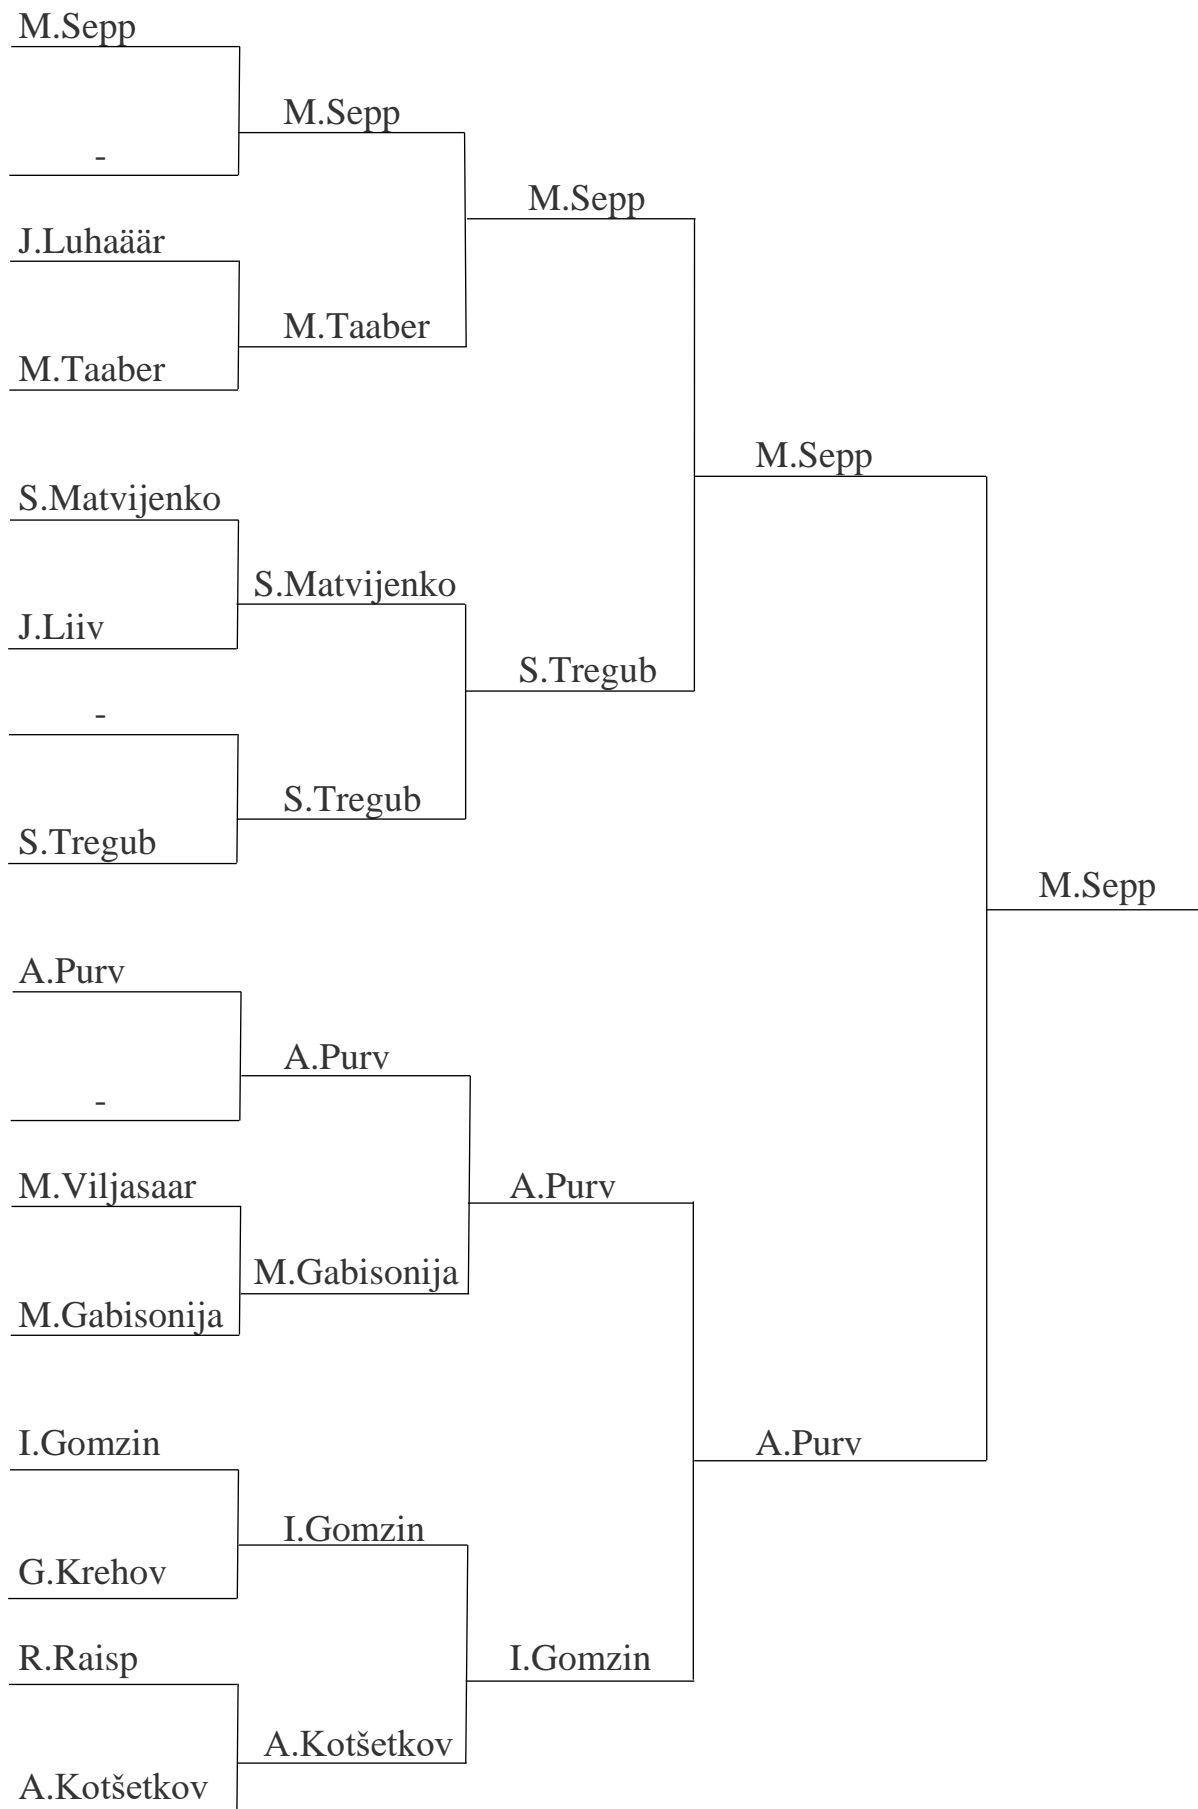 M.Sepp
M.Sepp
-
M.Sepp
J.Luhaäär
M.Taaber
M.Taaber
M.Sepp
S.Matvijenko
S.Matvijenko
J.Liiv
S.Tregub
-
S.Tregub
S.Tregub
M.Sepp
A.Purv
A.Purv
-
M.Viljasaar
A.Purv
M.Gabisonija
M.Gabisonija
I.Gomzin
A.Purv
I.Gomzin
G.Krehov
R.Raisp
I.Gomzin
A.Kotšetkov
A.Kotšetkov